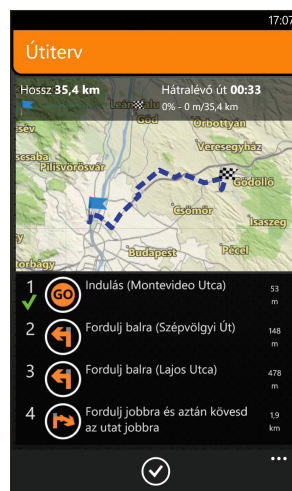 17:07
Útiterv
Hossz 35,4 km
Hátralévő út 00:33
0% - 0 m/35,4 km
Göd
Őrbottyán
Veresegyház
Pilisvörösvár
Gödöllő
Csömör
Isaszeg
Budapest
Pécel
1 Indulás (Montevideo Utca) 53 m
2 Fordulj balra (Szépvölgyi Út) 148 m
3 Fordulj balra (Lajos Utca) 478 m
4 Fordulj jobbra és aztán kövesd 1,9 km
az utat jobbra
GO